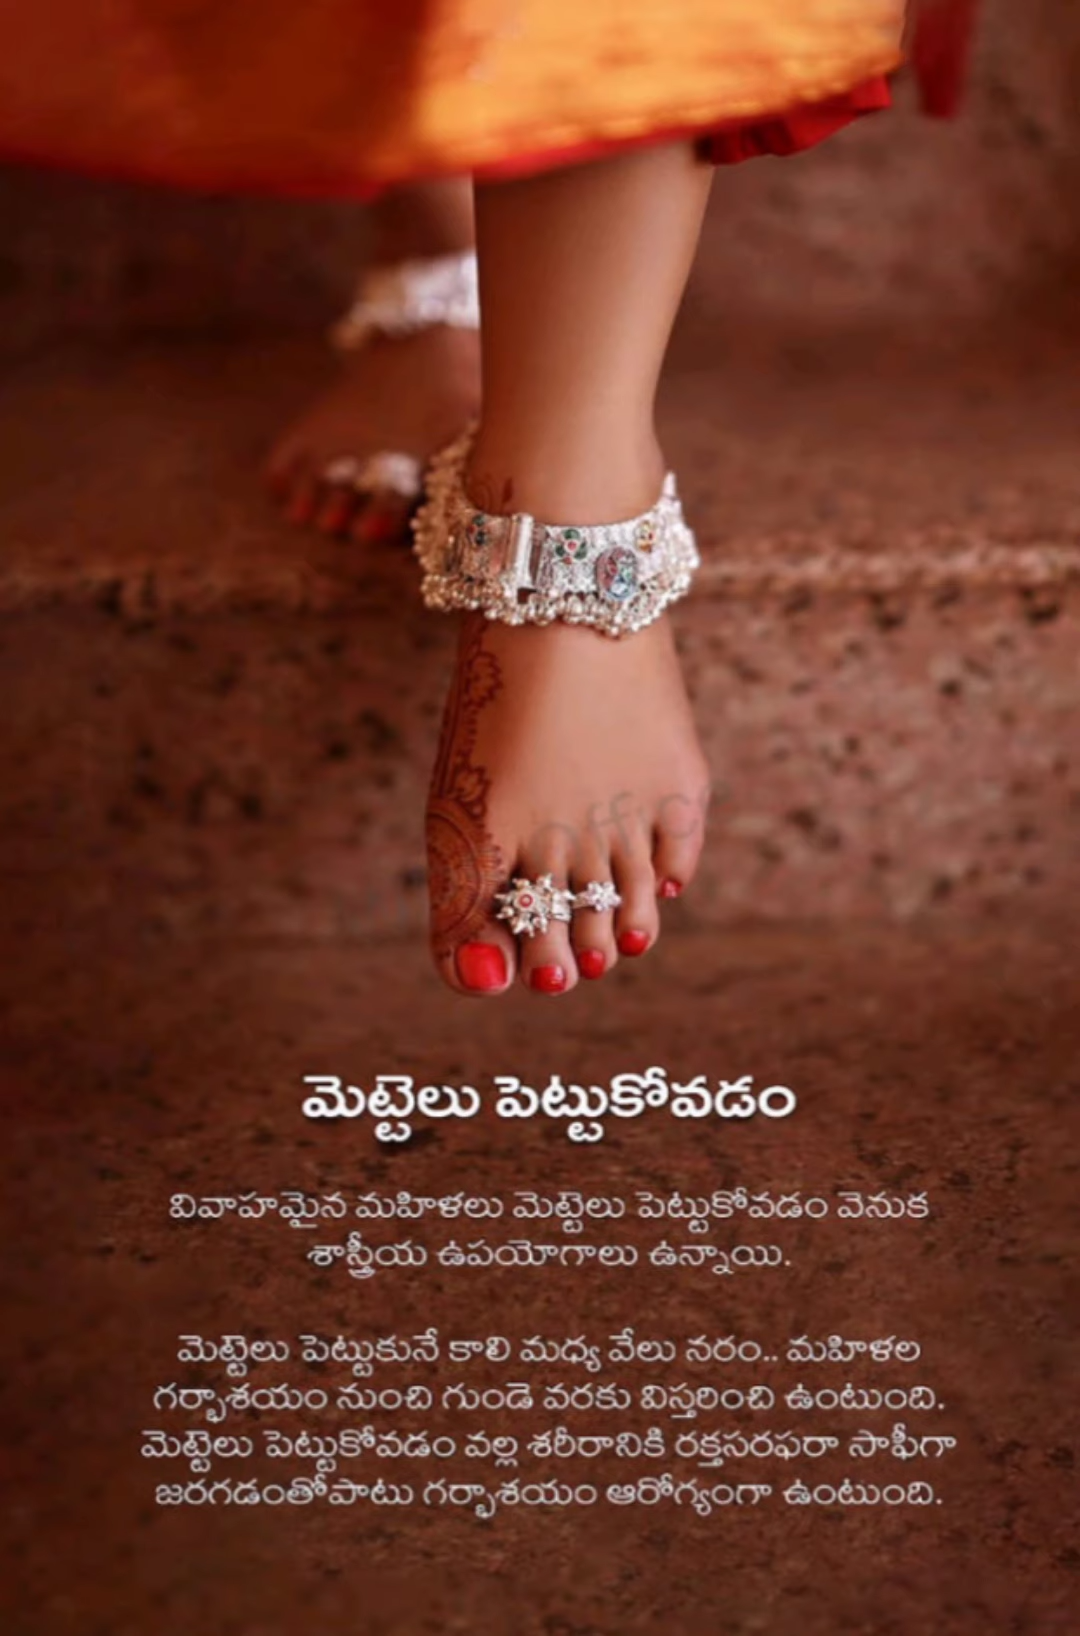 మెట్టెలు పెట్టుకోవడం
వివాహమైన మహిళలు మెట్టెలు పెట్టుకోవడం వెనుక
శాస్త్రీయ ఉపయోగాలు ఉన్నాయి.
మెట్టెలు పెట్టుకునే కాలి మధ్య వేలు నరం.. మహిళల
గర్భాశయం నుంచి గుండె వరకు విస్తరించి ఉంటుంది.
మెట్టెలు పెట్టుకోవడం వల్ల శరీరానికి రక్తసరఫరా సాఫీగా
జరగడంతోపాటు గర్భాశయం ఆరోగ్యంగా ఉంటుంది.